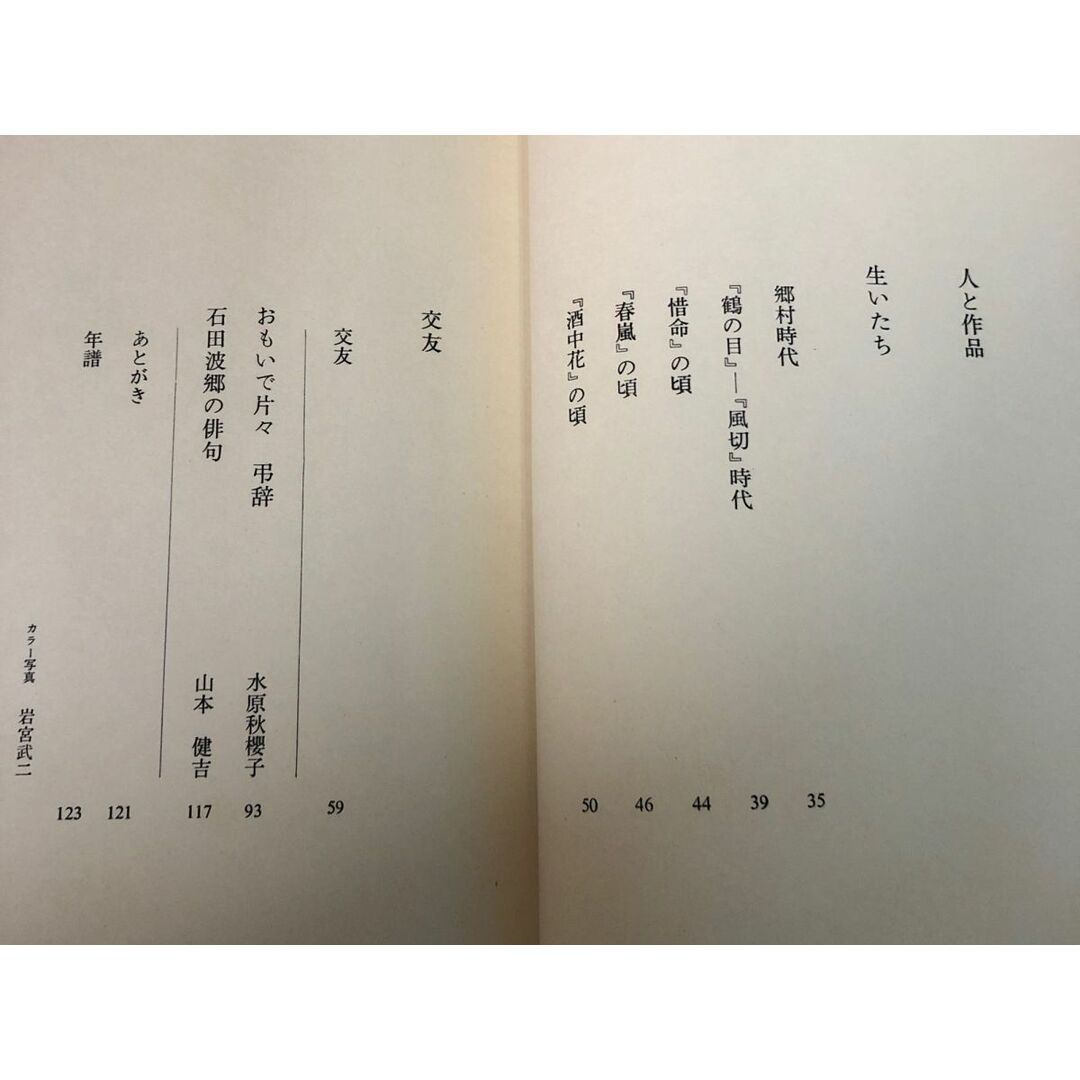 人と作品
生いたち
郷村時代 35
『鶴の目』―『風切』時代 39
『惜命』の頃 44
『春嵐』の頃 46
『酒中花』の頃 50
交友
交友 59
おもいで片々 弔辞 水原秋櫻子 93
石田波郷の俳句 山本 健吉 117
あとがき 121
年譜 123
カラー写真 岩宮武二